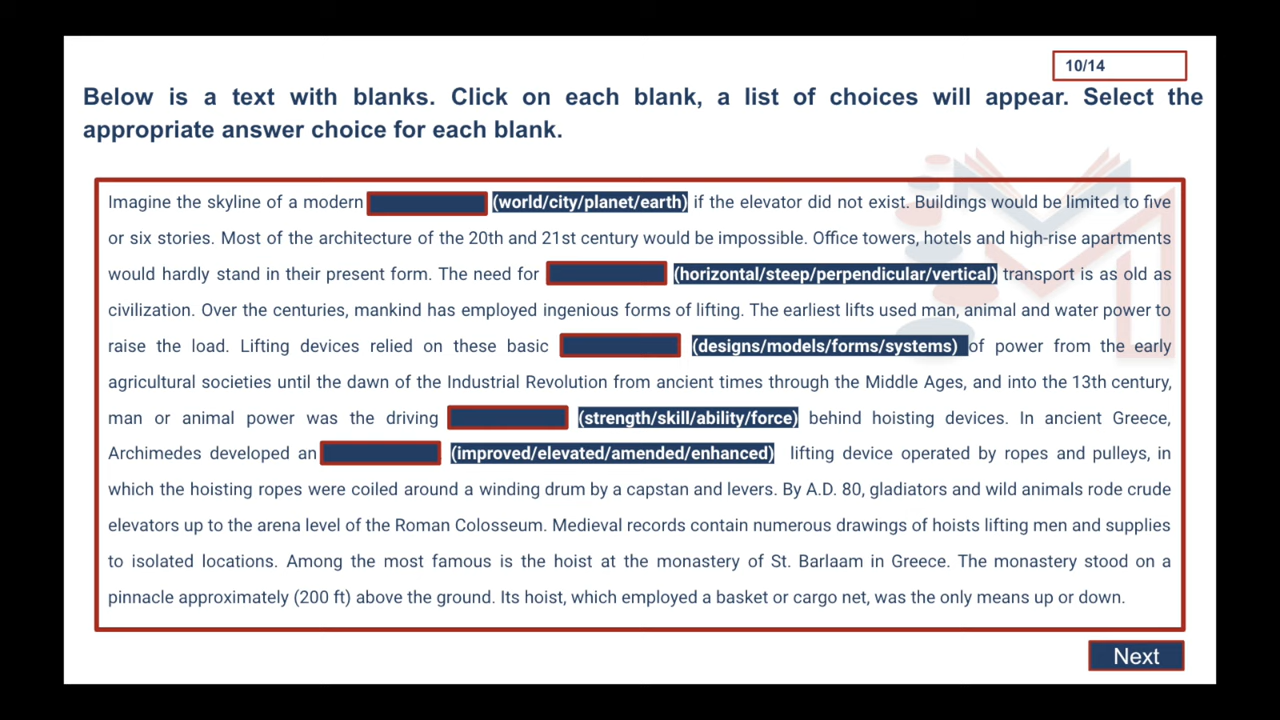 10/14
Below is a text with blanks. Click on each blank, a list of choices will appear. Select the
appropriate answer choice for each blank.
Imagine the skyline of a modern (world/city/planet/earth) if the elevator did not exist. Buildings would be limited to five
or six stories. Most of the architecture of the 20th and 21st century would be impossible. Office towers, hotels and high-rise apartments
would hardly stand in their present form. The need for (horizontal/steep/perpendicular/vertical) transport is as old as
civilization. Over the centuries, mankind has employed ingenious forms of lifting. The earliest lifts used man, animal and water power to
raise the load. Lifting devices relied on these basic (designs/models/forms/systems) of power from the early
agricultural societies until the dawn of the Industrial Revolution from ancient times through the Middle Ages, and into the 13th century,
man or animal power was the driving (strength/skill/ability/force) behind hoisting devices. In ancient Greece,
Archimedes developed an (improved/elevated/amended/enhanced) lifting device operated by ropes and pulleys, in
which the hoisting ropes were coiled around a winding drum by a capstan and levers. By A.D. 80, gladiators and wild animals rode crude
elevators up to the arena level of the Roman Colosseum. Medieval records contain numerous drawings of hoists lifting men and supplies
to isolated locations. Among the most famous is the hoist at the monastery of St. Barlaam in Greece. The monastery stood on a
pinnacle approximately (200 ft) above the ground. Its hoist, which employed a basket or cargo net, was the only means up or down.
Next